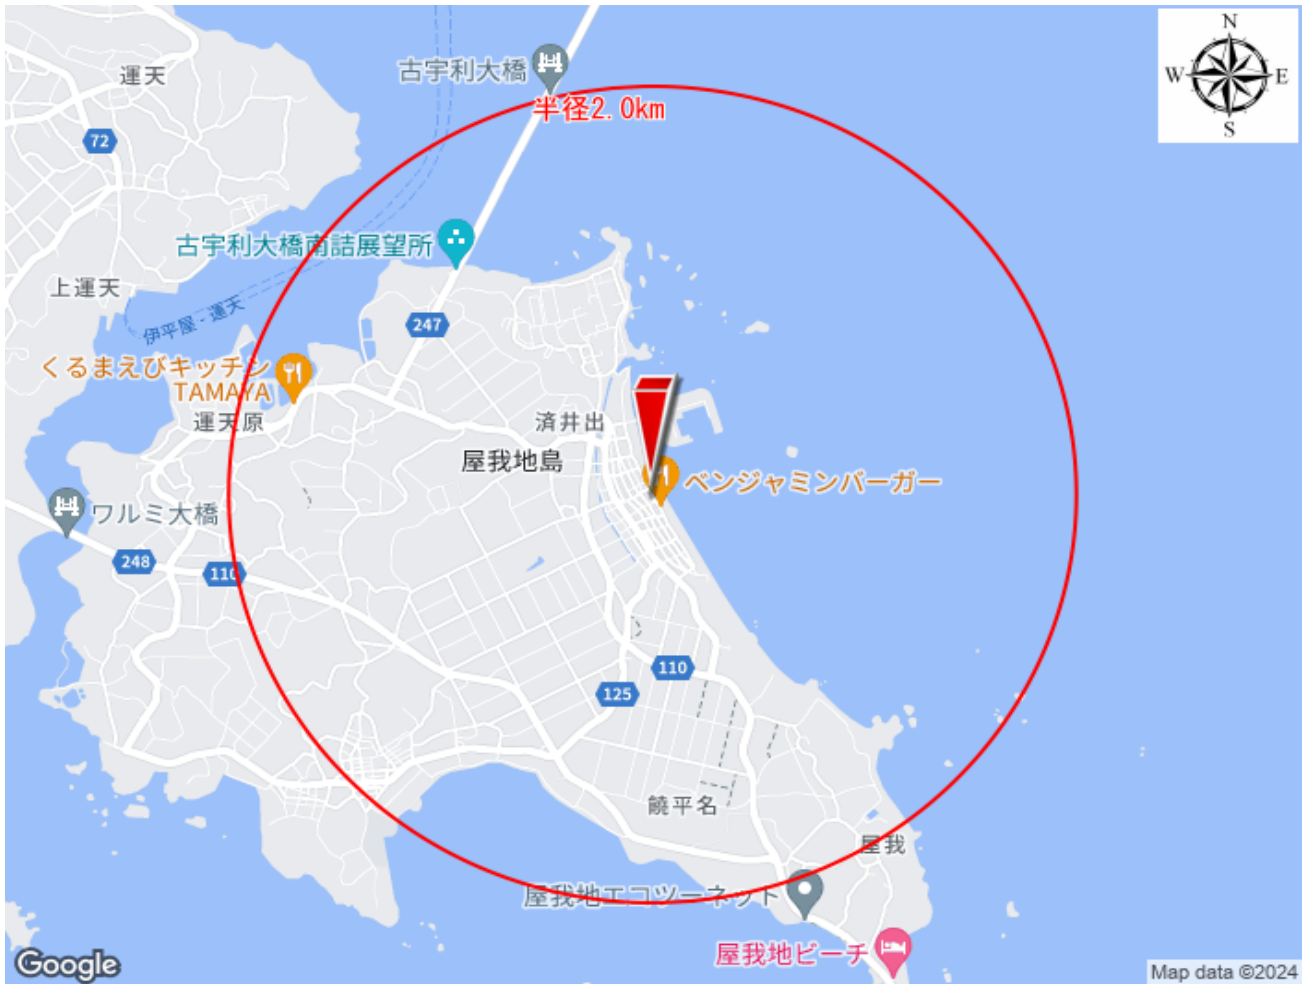 N
W
E
S
古宇利大橋
半径2.0km
運天
72
古宇利大橋南詰展望所
上運天
伊平屋 - 運天
247
くるまえびキッチン
TAMAYA
運天原
済井出
屋我地島
ベンジャミンバーガー
ワルミ大橋
248
110
110
125
饒平名
屋我
屋我地エコツーネット
屋我地ビーチ
Google
Map data ©2024